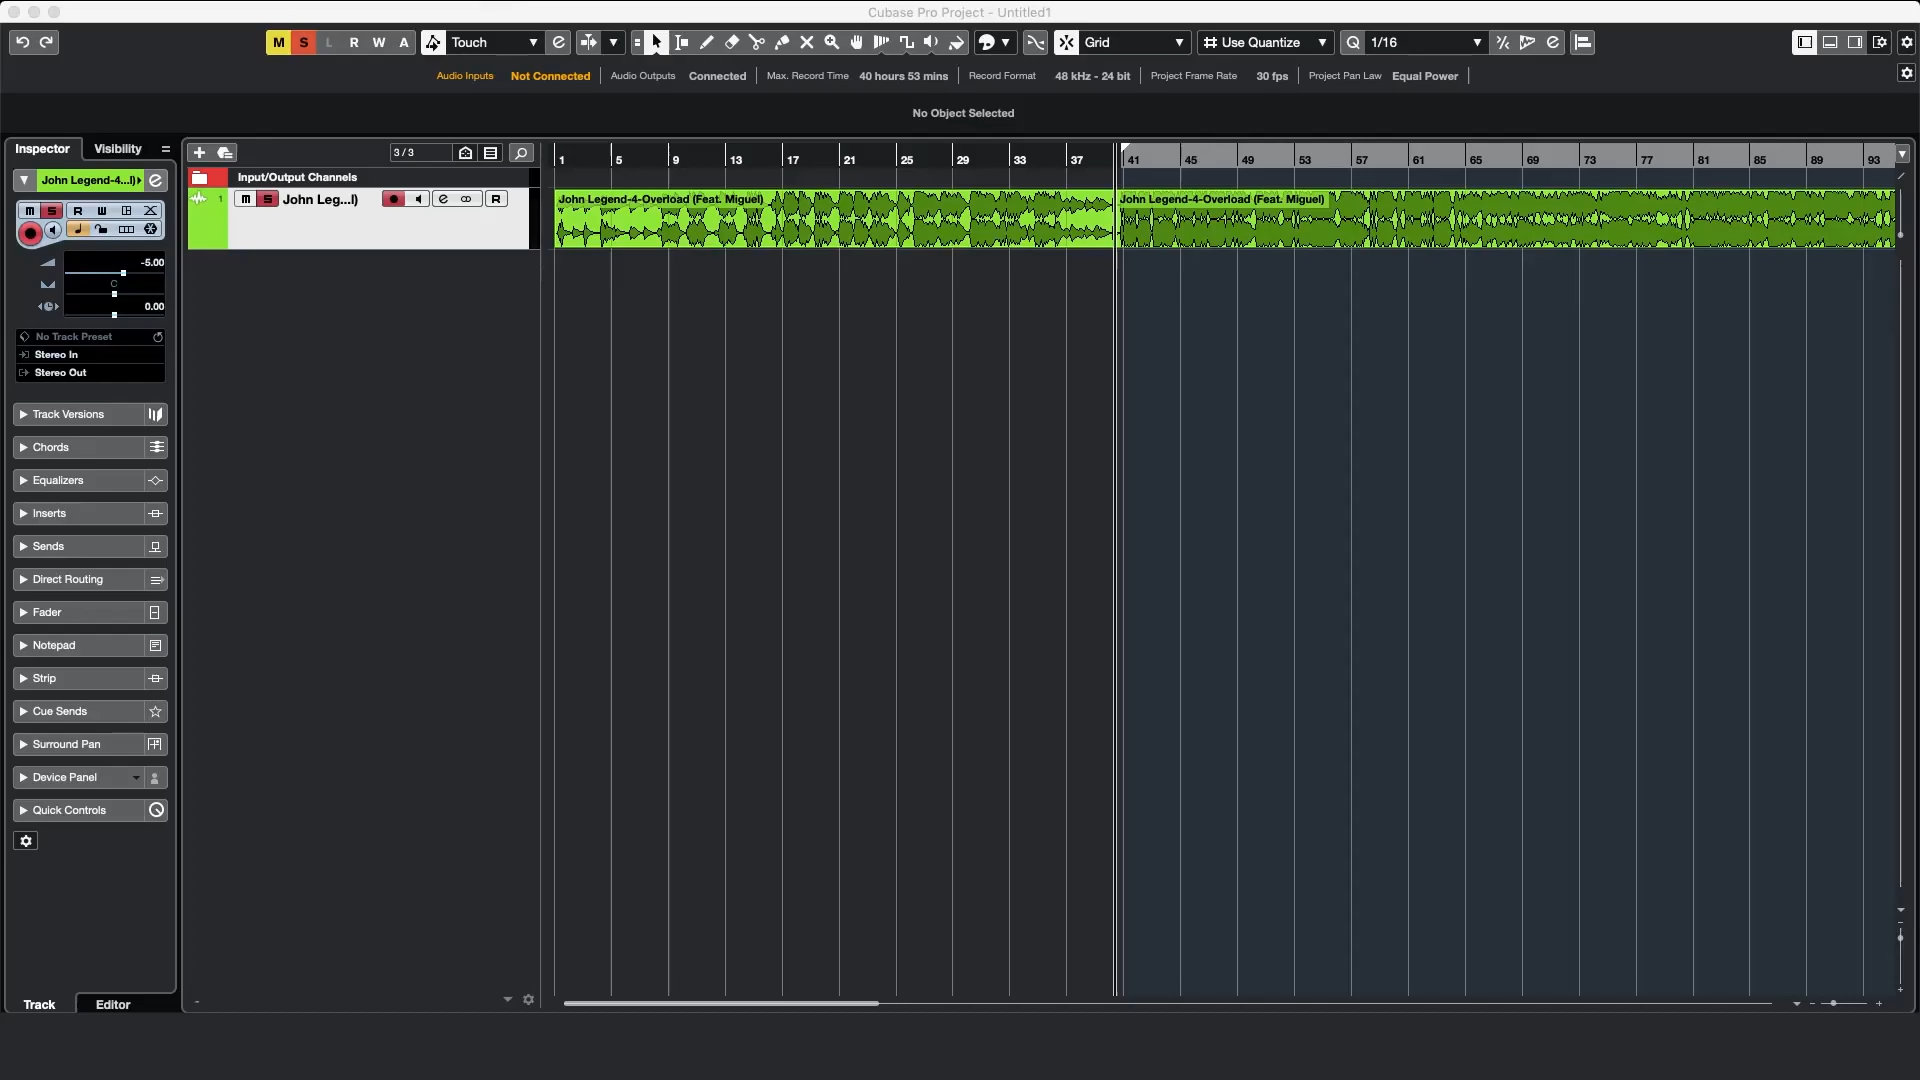 Cubase Pro Project - Untitled1
M S L R W A Touch Grid Use Quantize Q 1/16
Audio Inputs Not Connected Audio Outputs Connected Max. Record Time 40 hours 53 mins Record Format 48 kHz - 24 bit Project Frame Rate 30 fps Project Pan Law Equal Power
No Object Selected
Inspector Visibility
3 / 3
1 5 9 13 17 21 25 29 33 37 41 45 49 53 57 61 65 69 73 77 81 85 89 93
Input/Output Channels
John Legend-4...l)
1 m S John Leg...l) R
John Legend-4-Overload (Feat. Miguel) John Legend-4-Overload (Feat. Miguel)
m S R W
-5.00
C
0.00
No Track Preset
Stereo In
Stereo Out
Track Versions
Chords
Equalizers
Inserts
Sends
Direct Routing
Fader
Notepad
Strip
Cue Sends
Surround Pan
Device Panel
Quick Controls
Track Editor